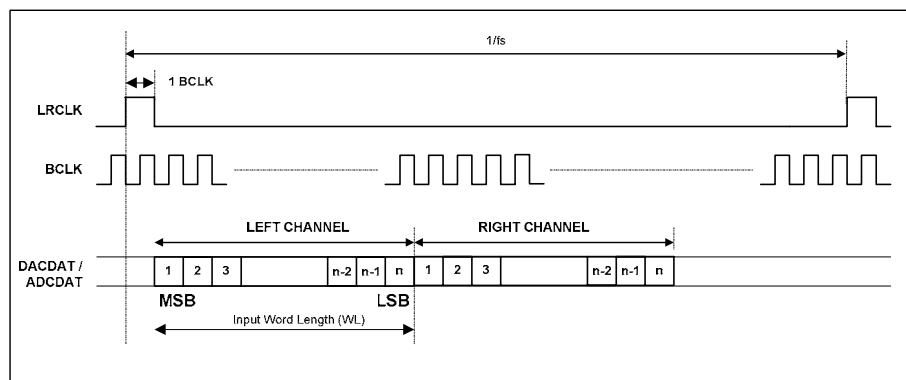 1/fs
1 BCLK
LRCLK
BCLK
LEFT CHANNEL RIGHT CHANNEL
DACDAT / ADCDAT
1 2 3 n-2 n-1 n 1 2 3 n-2 n-1 n
MSB LSB
Input Word Length (WL)